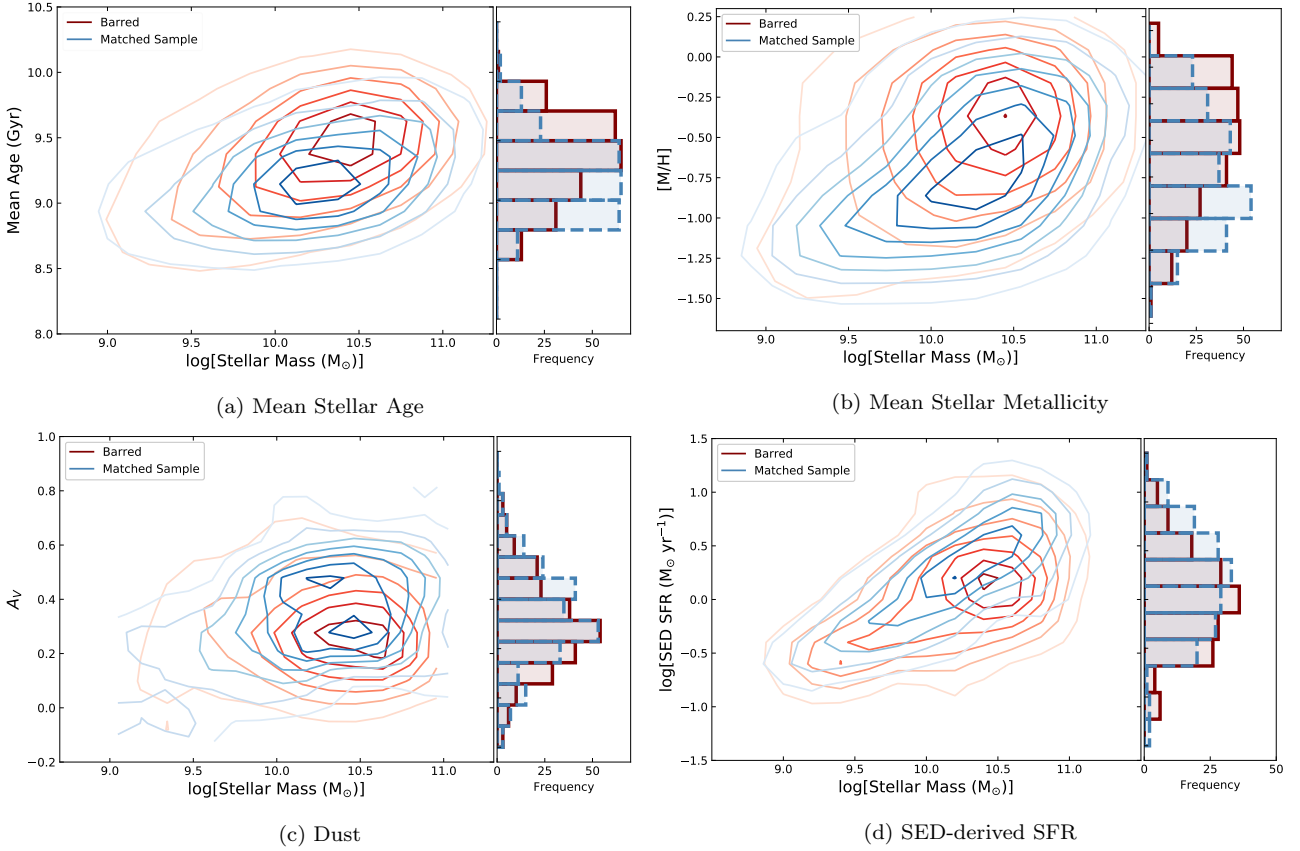 Barred
Matched Sample
10.5
10.0
9.5
9.0
8.5
8.0
Mean Age (Gyr)
9.0 9.5 10.0 10.5 11.0
log[Stellar Mass (M⊙)]
0 25 50
Frequency
(a) Mean Stellar Age
Barred
Matched Sample
0.00
−0.25
−0.50
−0.75
−1.00
−1.25
−1.50
[M/H]
9.0 9.5 10.0 10.5 11.0
log[Stellar Mass (M⊙)]
0 25 50
Frequency
(b) Mean Stellar Metallicity
Barred
Matched Sample
1.0
0.8
0.6
0.4
0.2
0.0
−0.2
A_V
9.0 9.5 10.0 10.5 11.0
log[Stellar Mass (M⊙)]
0 25 50
Frequency
(c) Dust
Barred
Matched Sample
1.5
1.0
0.5
0.0
−0.5
−1.0
−1.5
log[SED SFR (M⊙ yr⁻¹)]
9.0 9.5 10.0 10.5 11.0
log[Stellar Mass (M⊙)]
0 25 50
Frequency
(d) SED-derived SFR